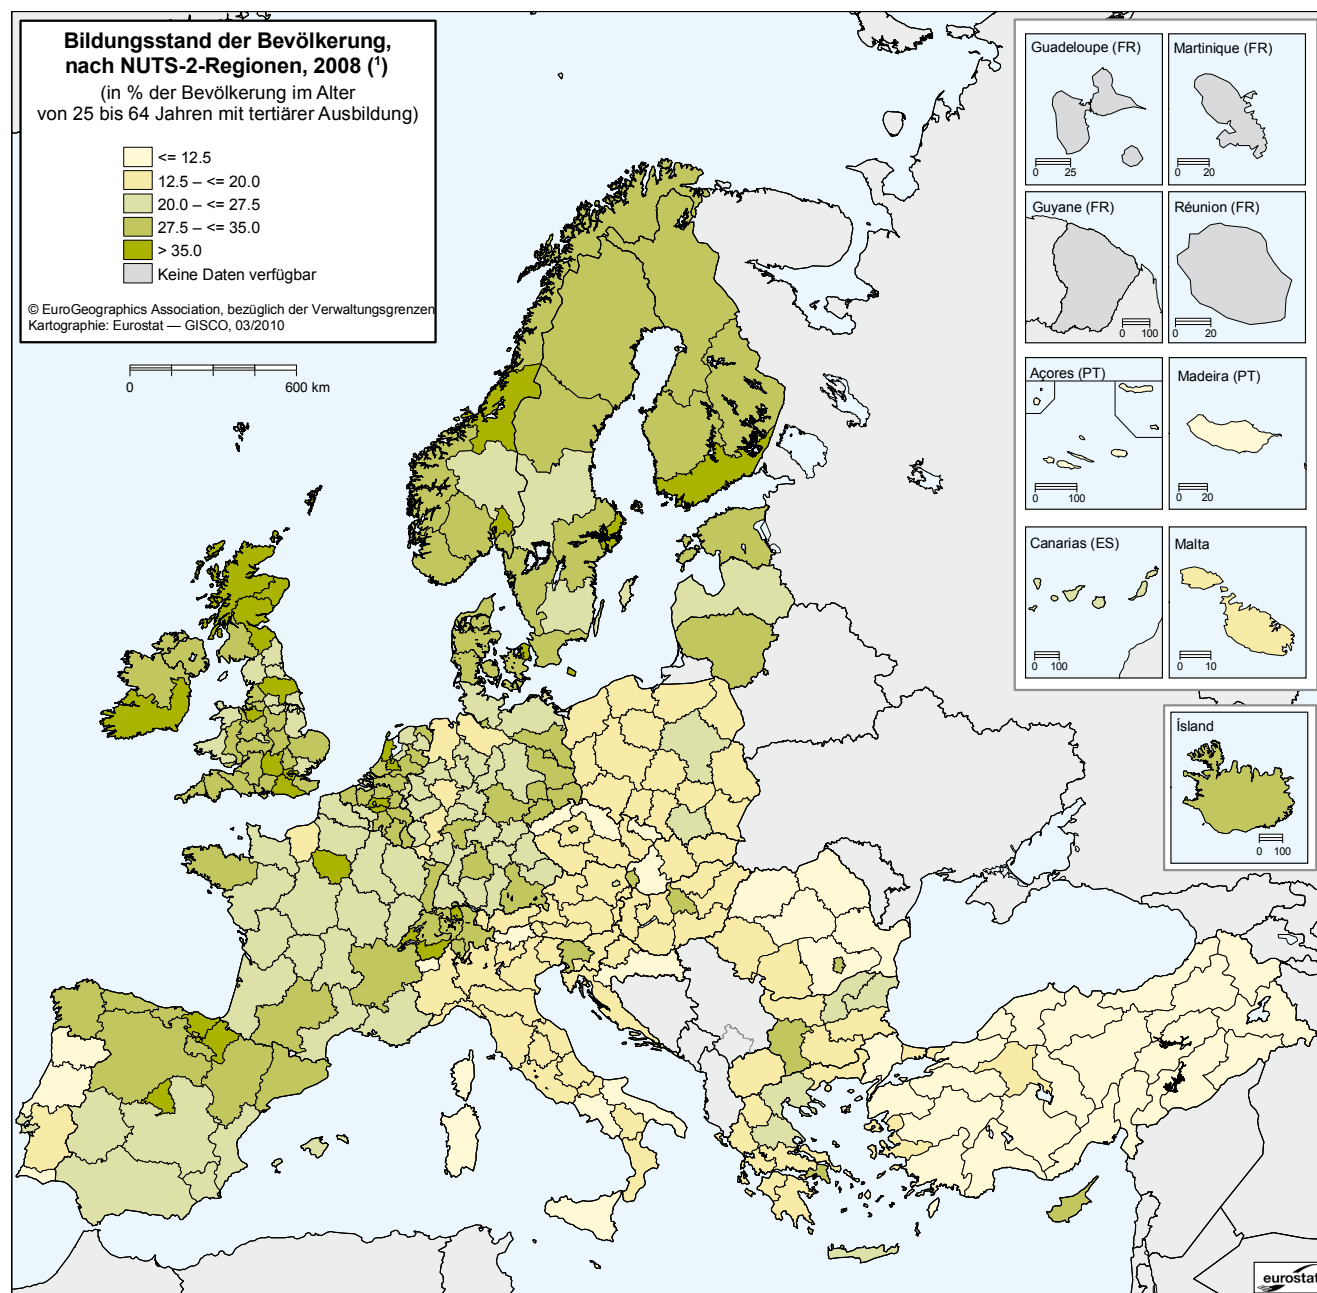 Bildungsstand der Bevölkerung,
nach NUTS-2-Regionen, 2008 (¹)
(in % der Bevölkerung im Alter
von 25 bis 64 Jahren mit tertiärer Ausbildung)
<= 12.5
12.5 – <= 20.0
20.0 – <= 27.5
27.5 – <= 35.0
> 35.0
Keine Daten verfügbar
© EuroGeographics Association, bezüglich der Verwaltungsgrenzen
Kartographie: Eurostat — GISCO, 03/2010
0 600 km
Guadeloupe (FR)
0 25
Martinique (FR)
0 20
Guyane (FR)
0 100
Réunion (FR)
0 20
Açores (PT)
0 100
Madeira (PT)
0 20
Canarias (ES)
0 100
Malta
0 10
Ísland
0 100
eurostat